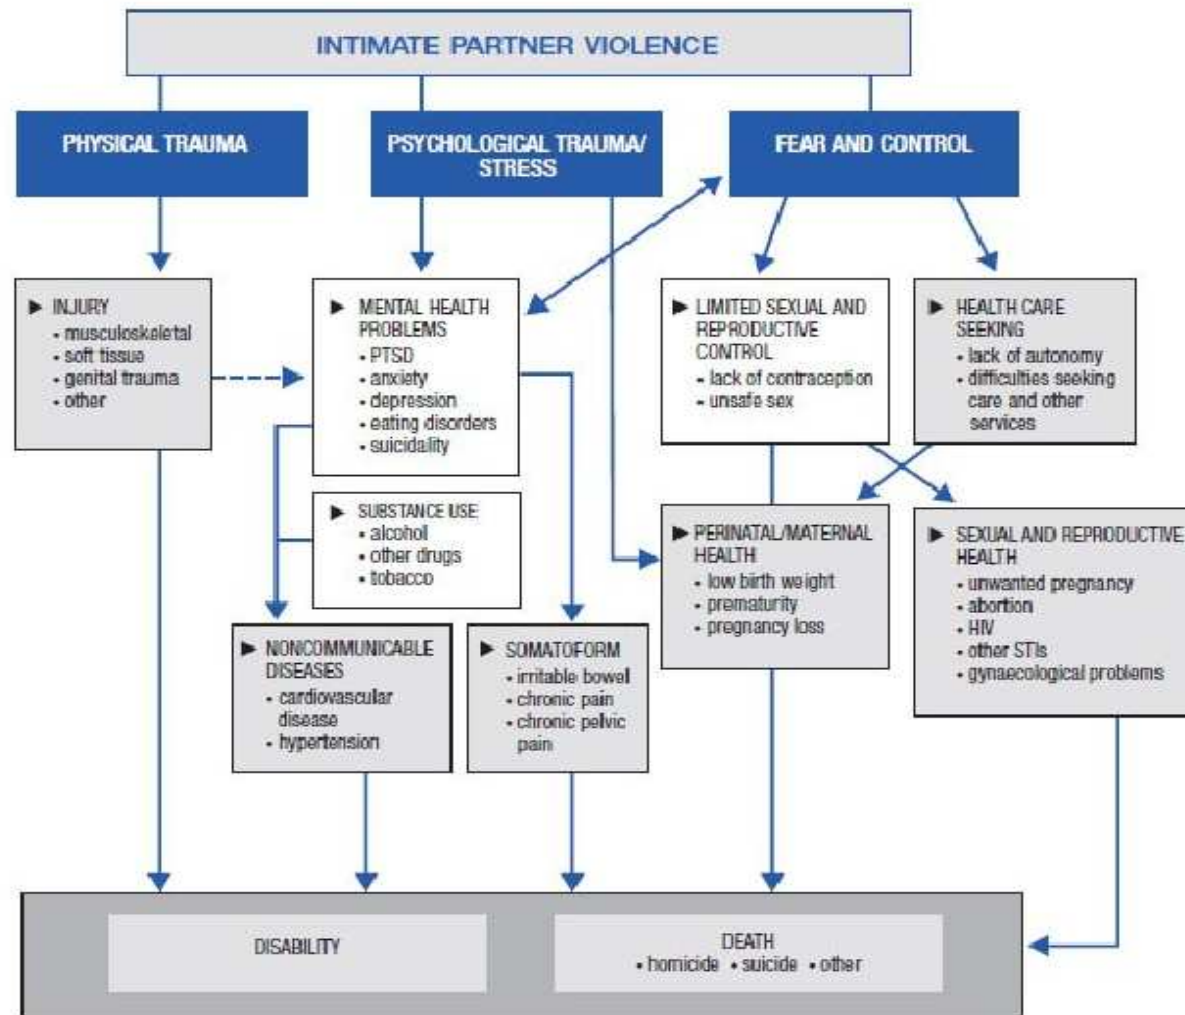 INTIMATE PARTNER VIOLENCE
PHYSICAL TRAUMA
PSYCHOLOGICAL TRAUMA/
STRESS
FEAR AND CONTROL
▶ INJURY
• musculoskeletal
• soft tissue
• genital trauma
• other
▶ MENTAL HEALTH
PROBLEMS
• PTSD
• anxiety
• depression
• eating disorders
• suicidality
▶ LIMITED SEXUAL AND
REPRODUCTIVE
CONTROL
• lack of contraception
• unsafe sex
▶ HEALTH CARE
SEEKING
• lack of autonomy
• difficulties seeking
care and other
services
▶ SUBSTANCE USE
• alcohol
• other drugs
• tobacco
▶ PERINATAL/MATERNAL
HEALTH
• low birth weight
• prematurity
• pregnancy loss
▶ SEXUAL AND REPRODUCTIVE
HEALTH
• unwanted pregnancy
• abortion
• HIV
• other STIs
• gynaecological problems
▶ NONCOMMUNICABLE
DISEASES
• cardiovascular
disease
• hypertension
▶ SOMATOFORM
• irritable bowel
• chronic pain
• chronic pelvic
pain
DISABILITY
DEATH
• homicide • suicide • other